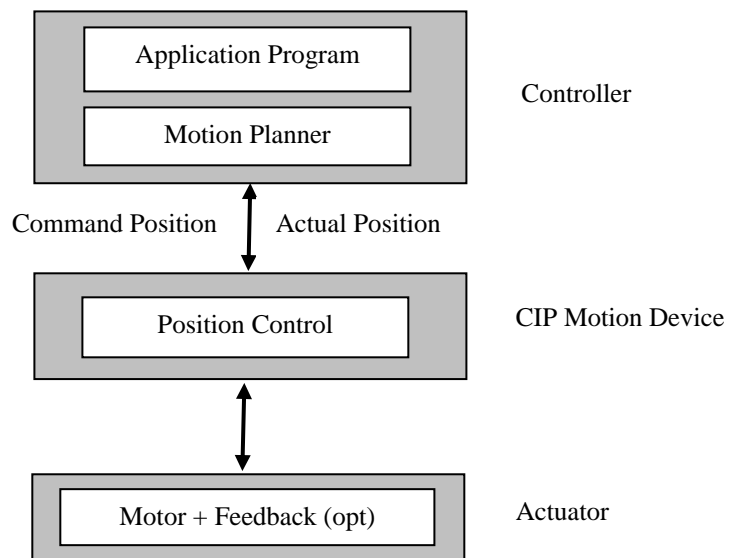 Application Program
Controller
Motion Planner
Command Position
Actual Position
CIP Motion Device
Position Control
Actuator
Motor + Feedback (opt)